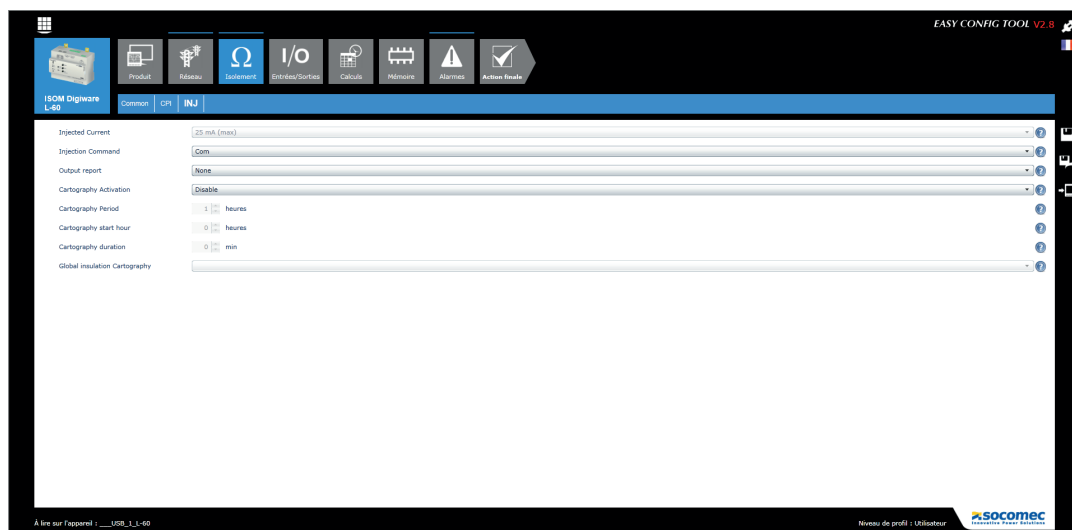 EASY CONFIG TOOL V2.8
Produit
Réseau
Ω
Isolement
I/O
Entrées/Sorties
Calculs
Mémoire
Alarmes
Action finale
ISOM Digiware
L-60
Common
CPI
INJ
Injected Current
25 mA (max)
?
Injection Command
Com
?
Output report
None
?
Cartography Activation
Disable
?
Cartography Period
1 heures
?
Cartography start hour
0 heures
?
Cartography duration
0 min
?
Global insulation Cartography
?
À lire sur l'appareil : ___USB_1_L-60
Niveau de profil : Utilisateur
socomec
Innovative Power Solutions